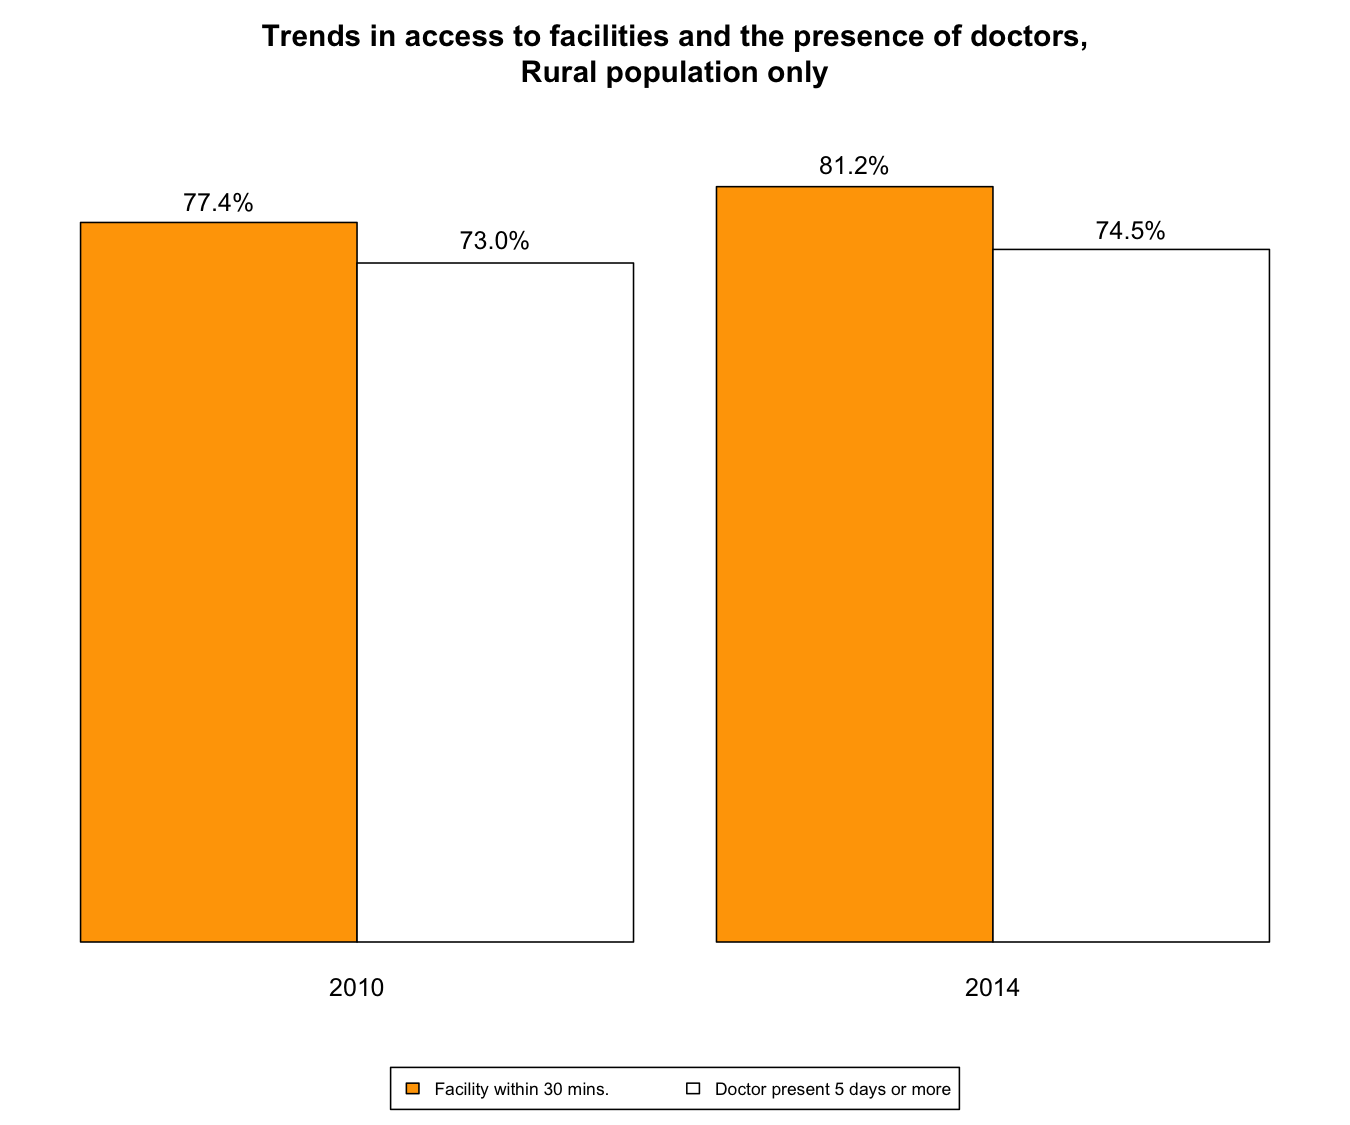 Trends in access to facilities and the presence of doctors,
Rural population only
77.4%
73.0%
81.2%
74.5%
2010
2014
Facility within 30 mins.
Doctor present 5 days or more